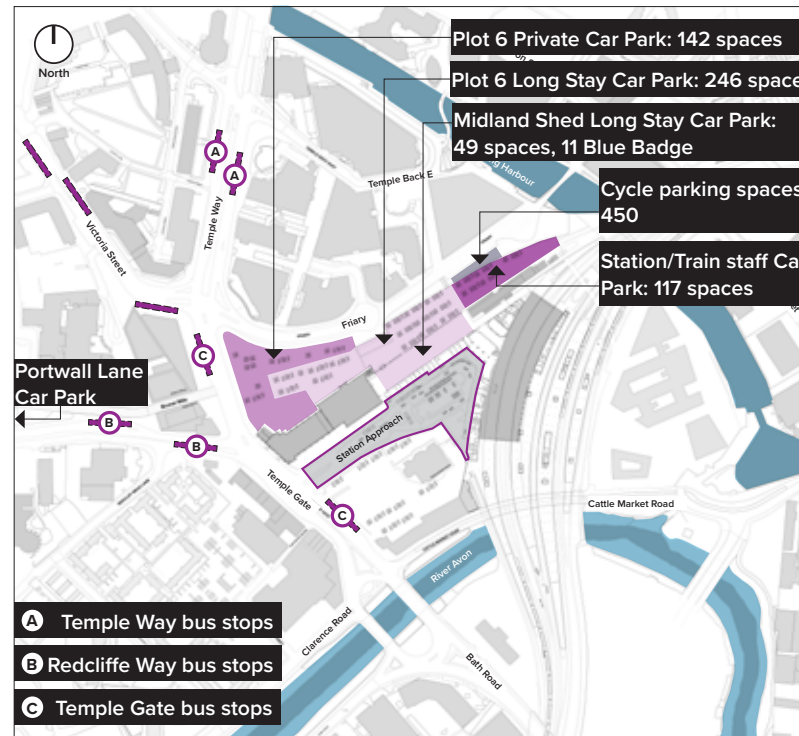 North
Plot 6 Private Car Park: 142 spaces
Plot 6 Long Stay Car Park: 246 space
Midland Shed Long Stay Car Park:
49 spaces, 11 Blue Badge
Harbour
Cycle parking spaces
450
Station/Train staff Ca
Park: 117 spaces
A
A
Temple Back E
Temple Way
Victoria Street
Friary
C
Portwall Lane
Car Park
B
B
Station Approach
Temple Gate
C
Cattle Market Road
River Avon
Clarence Road
Bath Road
A Temple Way bus stops
B Redcliffe Way bus stops
C Temple Gate bus stops